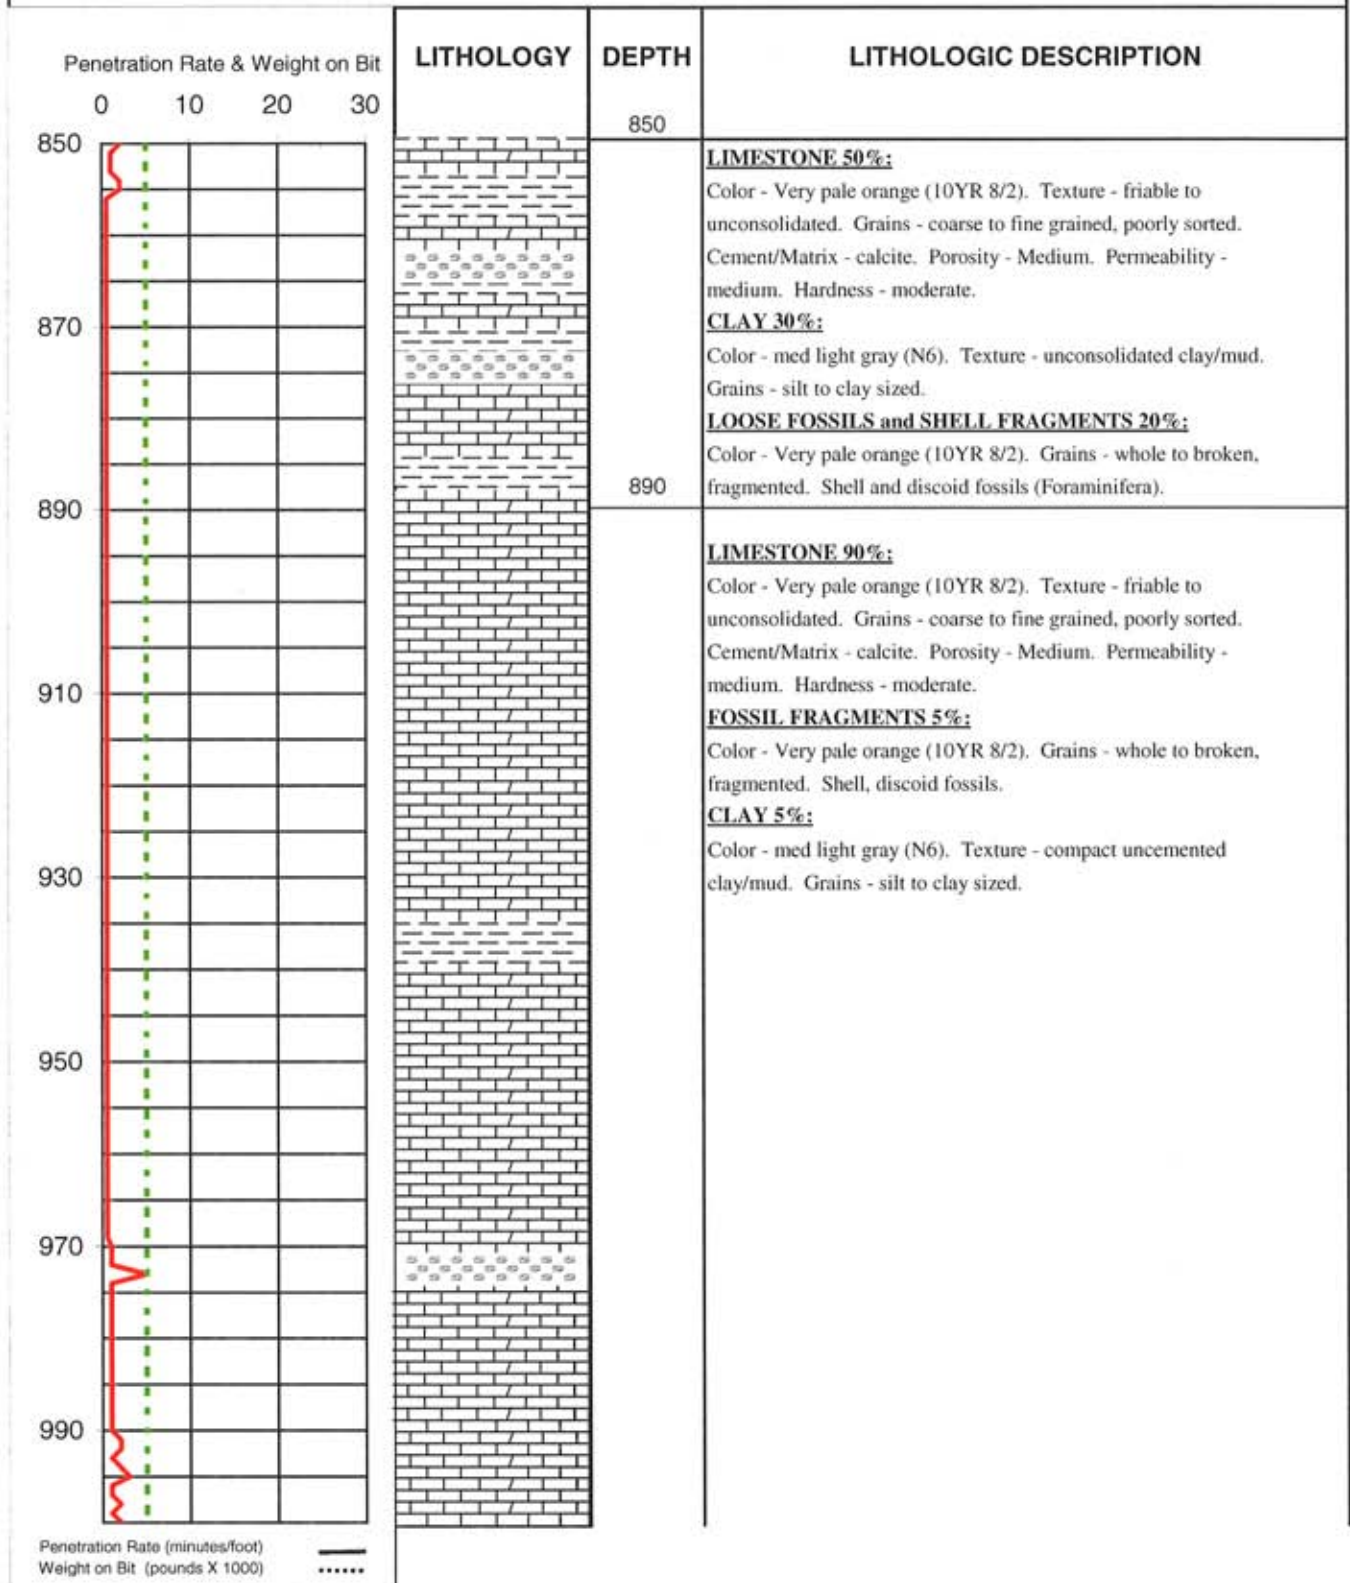 Penetration Rate & Weight on Bit
0 10 20 30
LITHOLOGY
DEPTH
LITHOLOGIC DESCRIPTION
850
850
870
890
910
930
950
970
990
890
LIMESTONE 50%:
Color - Very pale orange (10YR 8/2). Texture - friable to
unconsolidated. Grains - coarse to fine grained, poorly sorted.
Cement/Matrix - calcite. Porosity - Medium. Permeability -
medium. Hardness - moderate.
CLAY 30%:
Color - med light gray (N6). Texture - unconsolidated clay/mud.
Grains - silt to clay sized.
LOOSE FOSSILS and SHELL FRAGMENTS 20%:
Color - Very pale orange (10YR 8/2). Grains - whole to broken,
fragmented. Shell and discoid fossils (Foraminifera).
LIMESTONE 90%:
Color - Very pale orange (10YR 8/2). Texture - friable to
unconsolidated. Grains - coarse to fine grained, poorly sorted.
Cement/Matrix - calcite. Porosity - Medium. Permeability -
medium. Hardness - moderate.
FOSSIL FRAGMENTS 5%:
Color - Very pale orange (10YR 8/2). Grains - whole to broken,
fragmented. Shell, discoid fossils.
CLAY 5%:
Color - med light gray (N6). Texture - compact uncemented
clay/mud. Grains - silt to clay sized.
Penetration Rate (minutes/foot)
Weight on Bit (pounds X 1000)